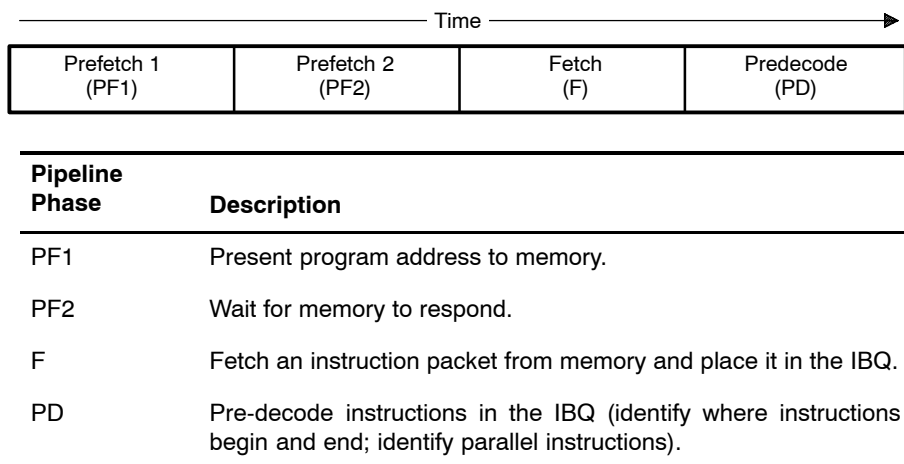 Time
Prefetch 1
(PF1)
Prefetch 2
(PF2)
Fetch
(F)
Predecode
(PD)
Pipeline
Phase
Description
PF1
Present program address to memory.
PF2
Wait for memory to respond.
F
Fetch an instruction packet from memory and place it in the IBQ.
PD
Pre-decode instructions in the IBQ (identify where instructions
begin and end; identify parallel instructions).